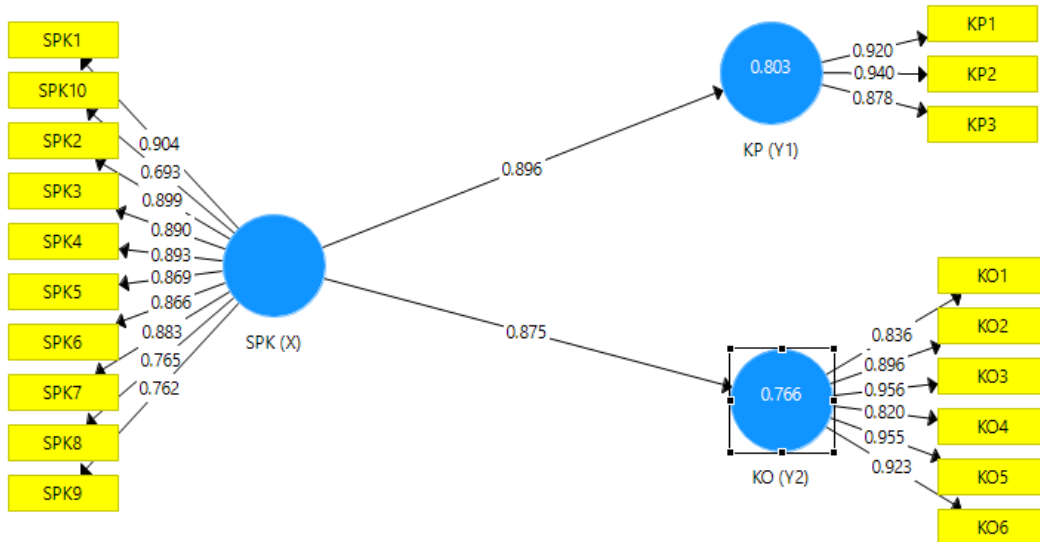 SPK1
SPK10
SPK2
SPK3
SPK4
SPK5
SPK6
SPK7
SPK8
SPK9
0.904
0.693
0.899
0.890
0.893
0.869
0.866
0.883
0.765
0.762
SPK (X)
0.896
0.875
0.803
KP (Y1)
0.920
0.940
0.878
KP1
KP2
KP3
0.766
KO (Y2)
0.836
0.896
0.956
0.820
0.955
0.923
KO1
KO2
KO3
KO4
KO5
KO6